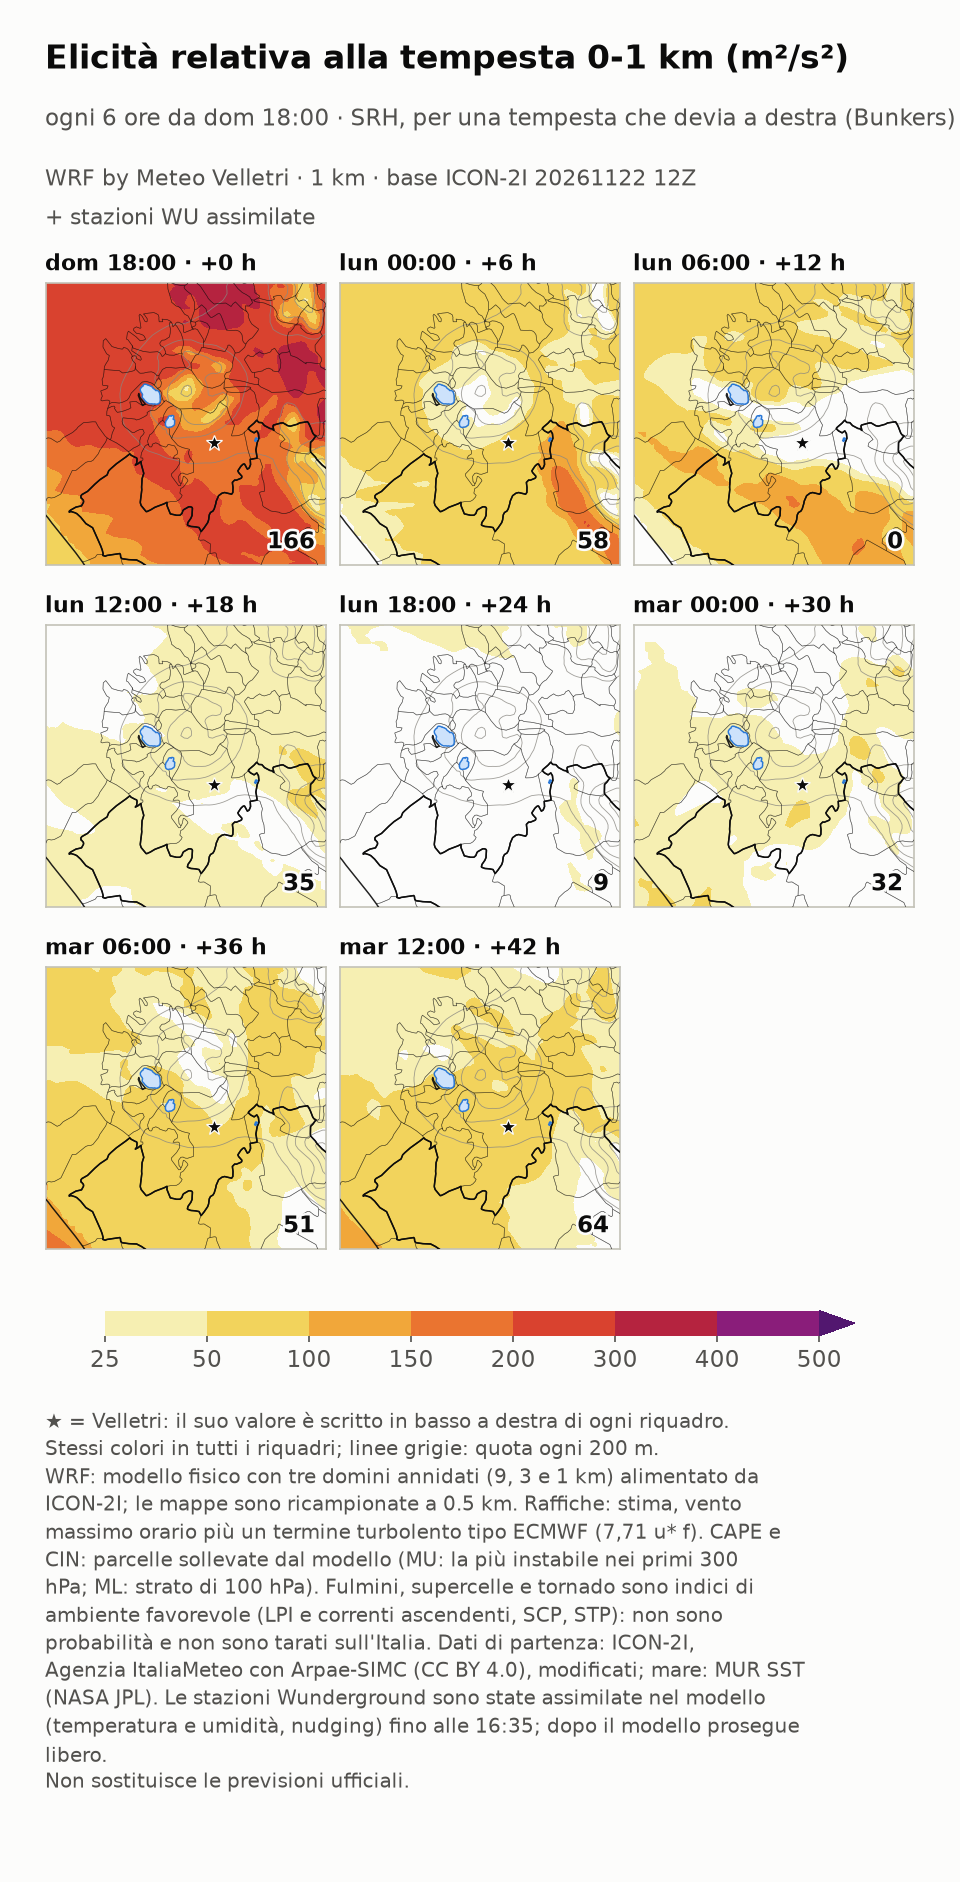 Elicità relativa alla tempesta 0-1 km (m²/s²)
ogni 6 ore da dom 18:00 · SRH, per una tempesta che devia a destra (Bunkers)
WRF by Meteo Velletri · 1 km · base ICON-2I 20261122 12Z
+ stazioni WU assimilate
dom 18:00 · +0 h
lun 00:00 · +6 h
lun 06:00 · +12 h
166
58
0
lun 12:00 · +18 h
lun 18:00 · +24 h
mar 00:00 · +30 h
35
9
32
mar 06:00 · +36 h
mar 12:00 · +42 h
51
64
25 50 100 150 200 300 400 500
★ = Velletri: il suo valore è scritto in basso a destra di ogni riquadro.
Stessi colori in tutti i riquadri; linee grigie: quota ogni 200 m.
WRF: modello fisico con tre domini annidati (9, 3 e 1 km) alimentato da
ICON-2I; le mappe sono ricampionate a 0.5 km. Raffiche: stima, vento
massimo orario più un termine turbolento tipo ECMWF (7,71 u* f). CAPE e
CIN: parcelle sollevate dal modello (MU: la più instabile nei primi 300
hPa; ML: strato di 100 hPa). Fulmini, supercelle e tornado sono indici di
ambiente favorevole (LPI e correnti ascendenti, SCP, STP): non sono
probabilità e non sono tarati sull'Italia. Dati di partenza: ICON-2I,
Agenzia ItaliaMeteo con Arpae-SIMC (CC BY 4.0), modificati; mare: MUR SST
(NASA JPL). Le stazioni Wunderground sono state assimilate nel modello
(temperatura e umidità, nudging) fino alle 16:35; dopo il modello prosegue
libero.
Non sostituisce le previsioni ufficiali.